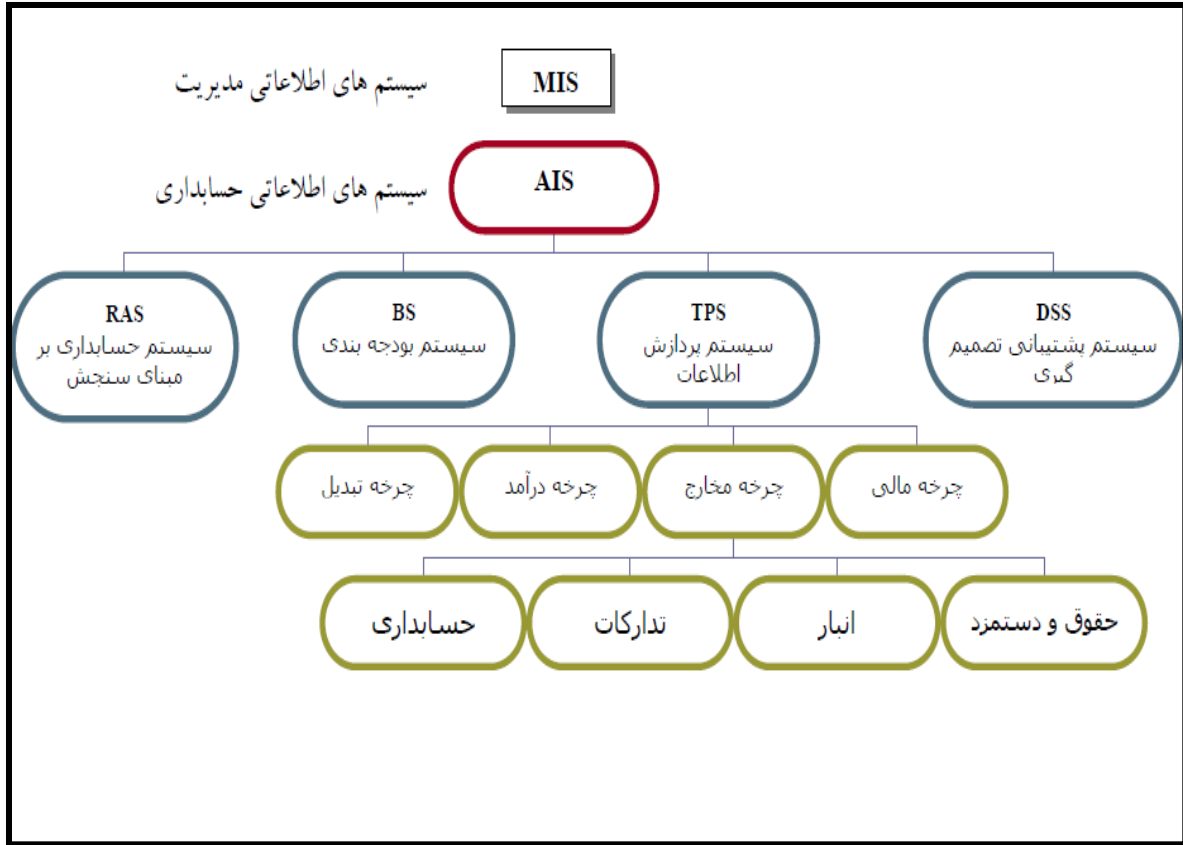 سیستم های اطلاعاتی مدیریت
MIS
سیستم های اطلاعاتی حسابداری
AIS
DSS
سیستم پشتیبانی تصمیم
گیری
TPS
سیستم پردازش
اطلاعات
BS
سیستم بودجه بندی
RAS
سیستم حسابداری بر
مبنای سنجش
چرخه مالی
چرخه مخارج
چرخه درآمد
چرخه تبدیل
حقوق و دستمزد
انبار
تدارکات
حسابداری